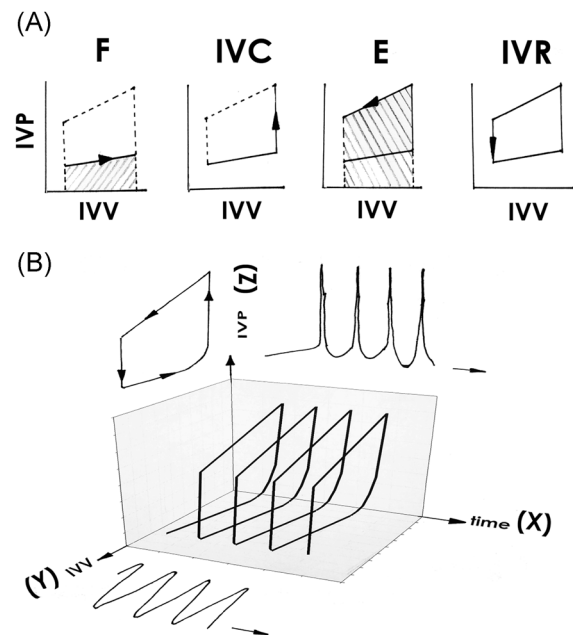 (A)
F IVC E IVR
IVP
IVV IVV IVV IVV
(B)
IVP (Z)
time (X)
(Y) IVV